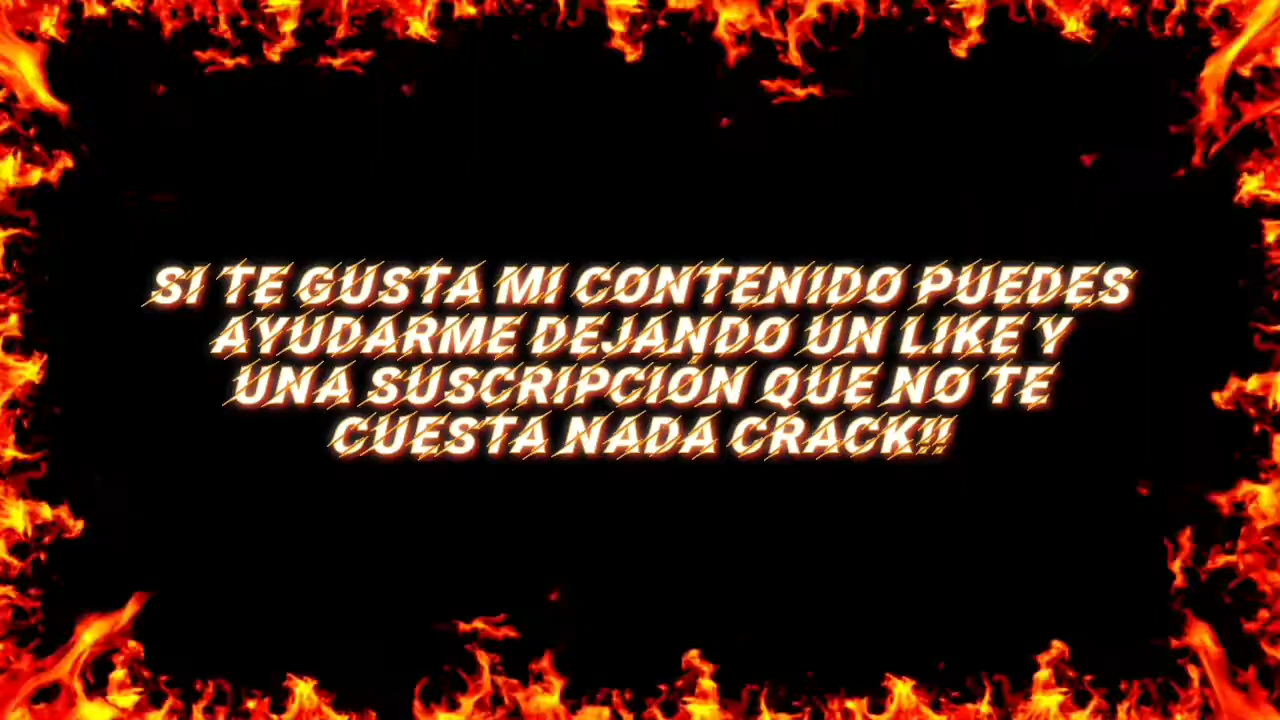 SI TE GUSTA MI CONTENIDO PUEDES
AYUDARME DEJANDO UN LIKE Y
UNA SUSCRIPCIÓN QUE NO TE
CUESTA NADA CRACK!!